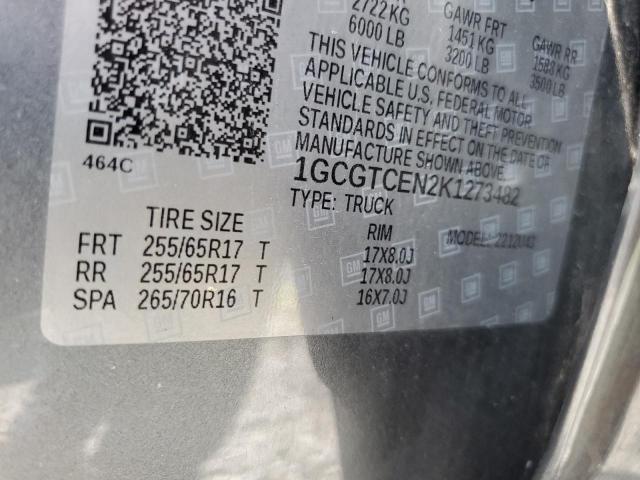 2722 KG
6000 LB
GAWR FRT
1451 KG
3200 LB
GAWR RR
1588 KG
3500 LB
THIS VEHICLE CONFORMS TO ALL
APPLICABLE U.S. FEDERAL MOTOR
VEHICLE SAFETY AND THEFT PREVENTION
STANDARDS IN EFFECT ON THE DATE OF
MANUFACTURE SHOWN ABOVE.
464C
1GCGTCEN2K1273482
TYPE: TRUCK
MODEL:
TIRE SIZE RIM
FRT 255/65R17 T 17X8.0J
RR 255/65R17 T 17X8.0J
SPA 265/70R16 T 16X7.0J
GM